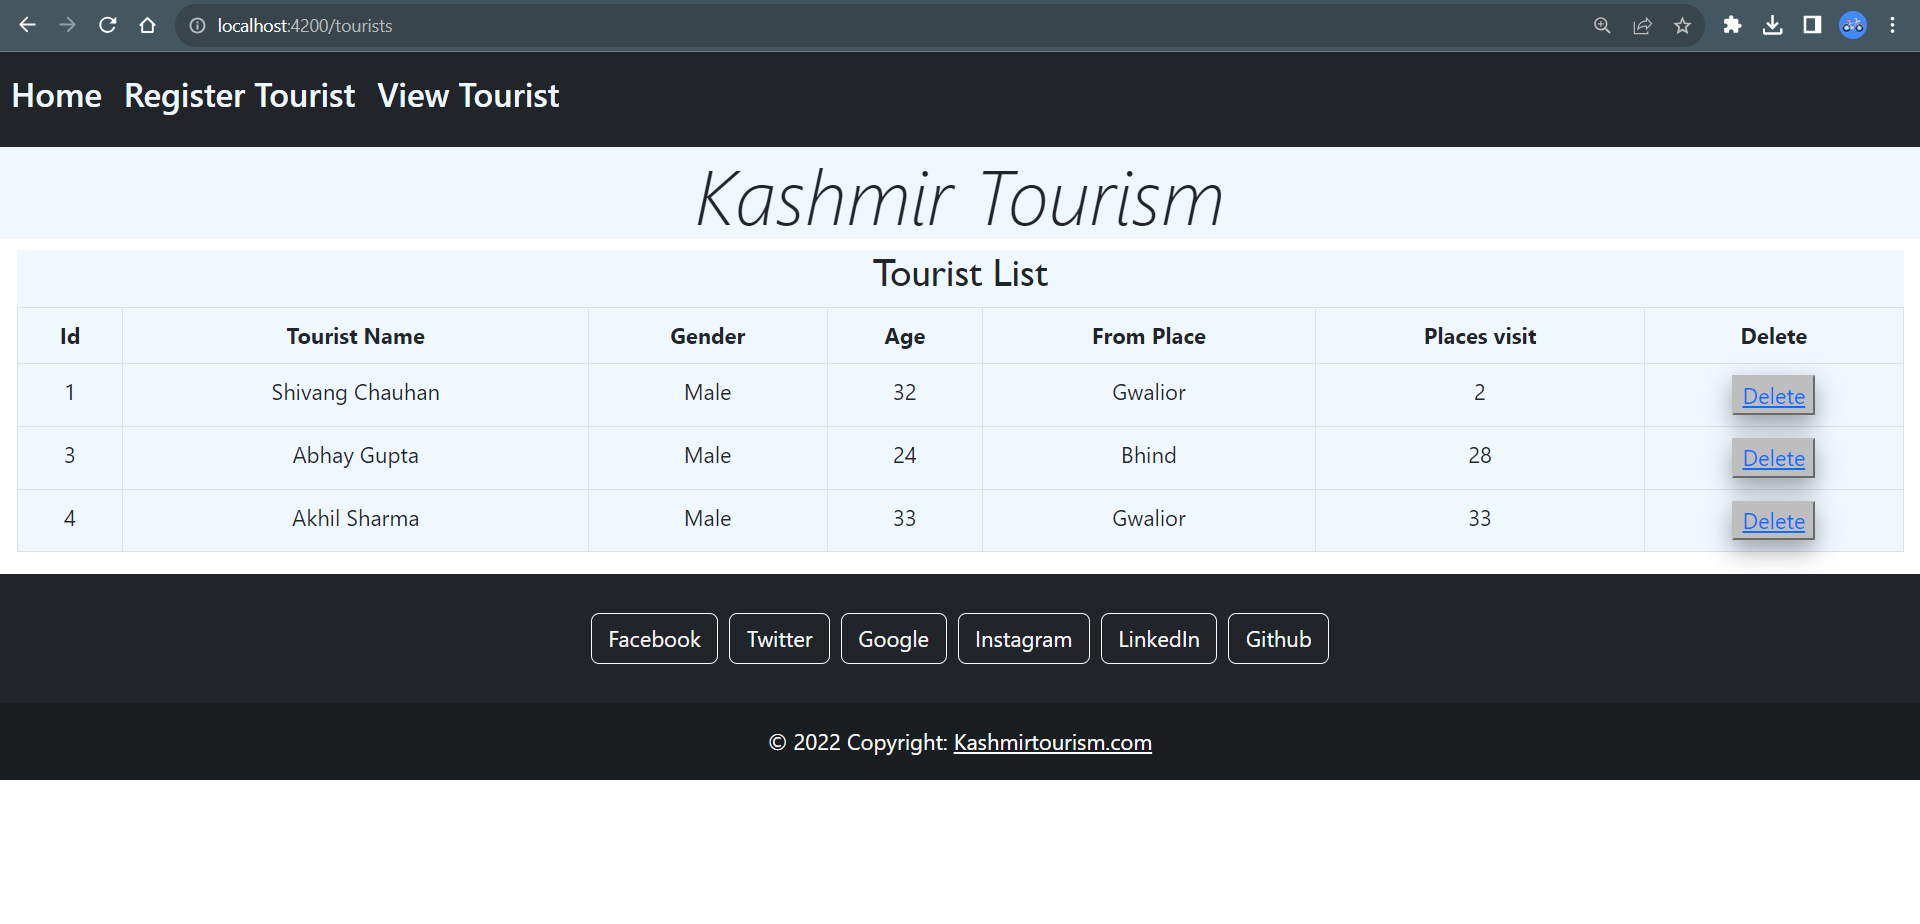 localhost:4200/tourists
Home Register Tourist View Tourist
Kashmir Tourism
Tourist List
Id Tourist Name Gender Age From Place Places visit Delete
1 Shivang Chauhan Male 32 Gwalior 2 Delete
3 Abhay Gupta Male 24 Bhind 28 Delete
4 Akhil Sharma Male 33 Gwalior 33 Delete
Facebook Twitter Google Instagram LinkedIn Github
© 2022 Copyright: Kashmirtourism.com